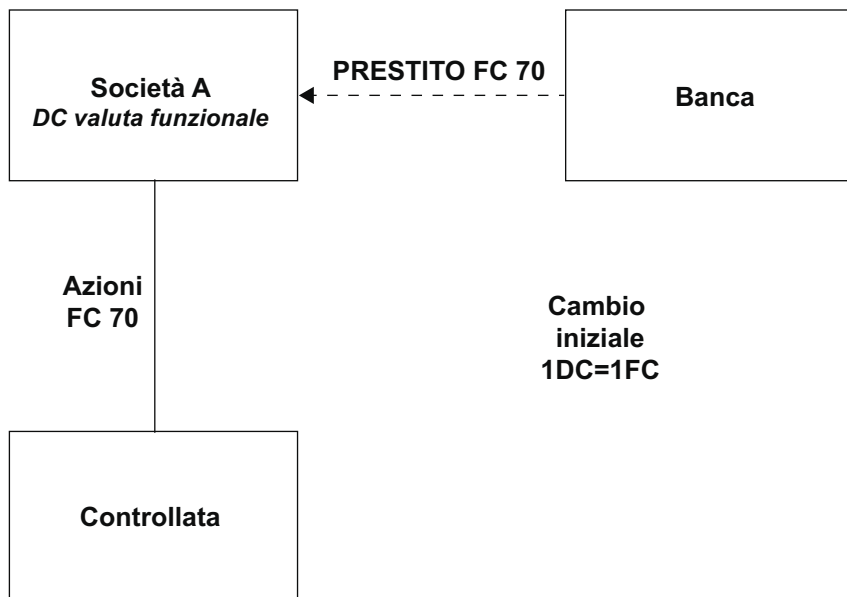 Società A
DC valuta funzionale
PRESTITO FC 70
Banca
Azioni
FC 70
Cambio
iniziale
1DC=1FC
Controllata